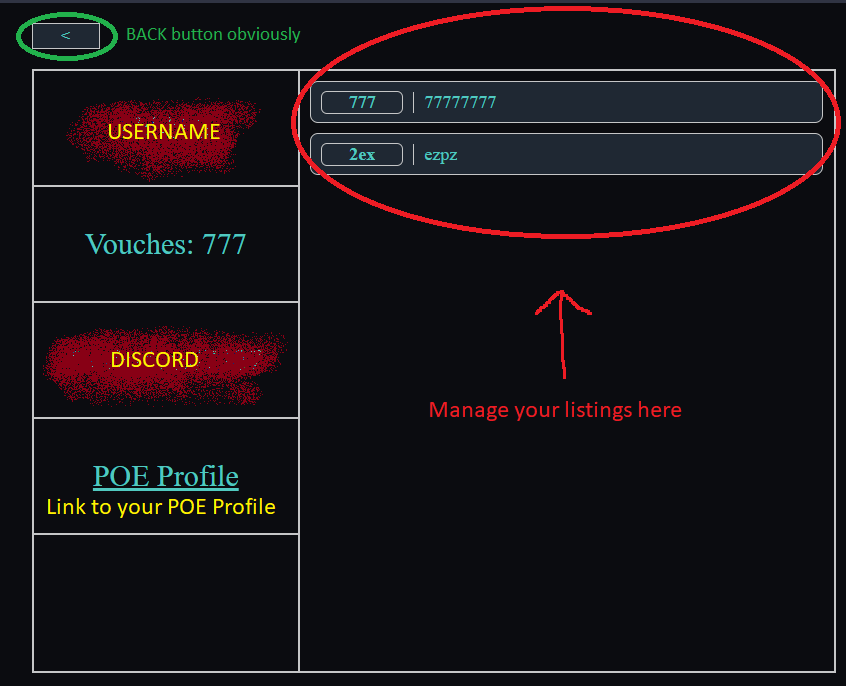 <
BACK button obviously
USERNAME
777 | 77777777
2ex | ezpz
Vouches: 777
DISCORD
Manage your listings here
POE Profile
Link to your POE Profile